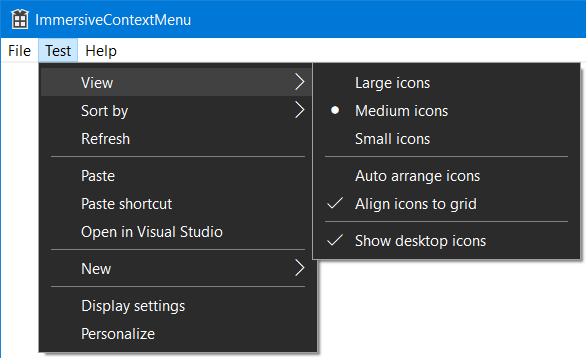 ImmersiveContextMenu
File Test Help
View
Sort by
Refresh
Paste
Paste shortcut
Open in Visual Studio
New
Display settings
Personalize
Large icons
Medium icons
Small icons
Auto arrange icons
Align icons to grid
Show desktop icons